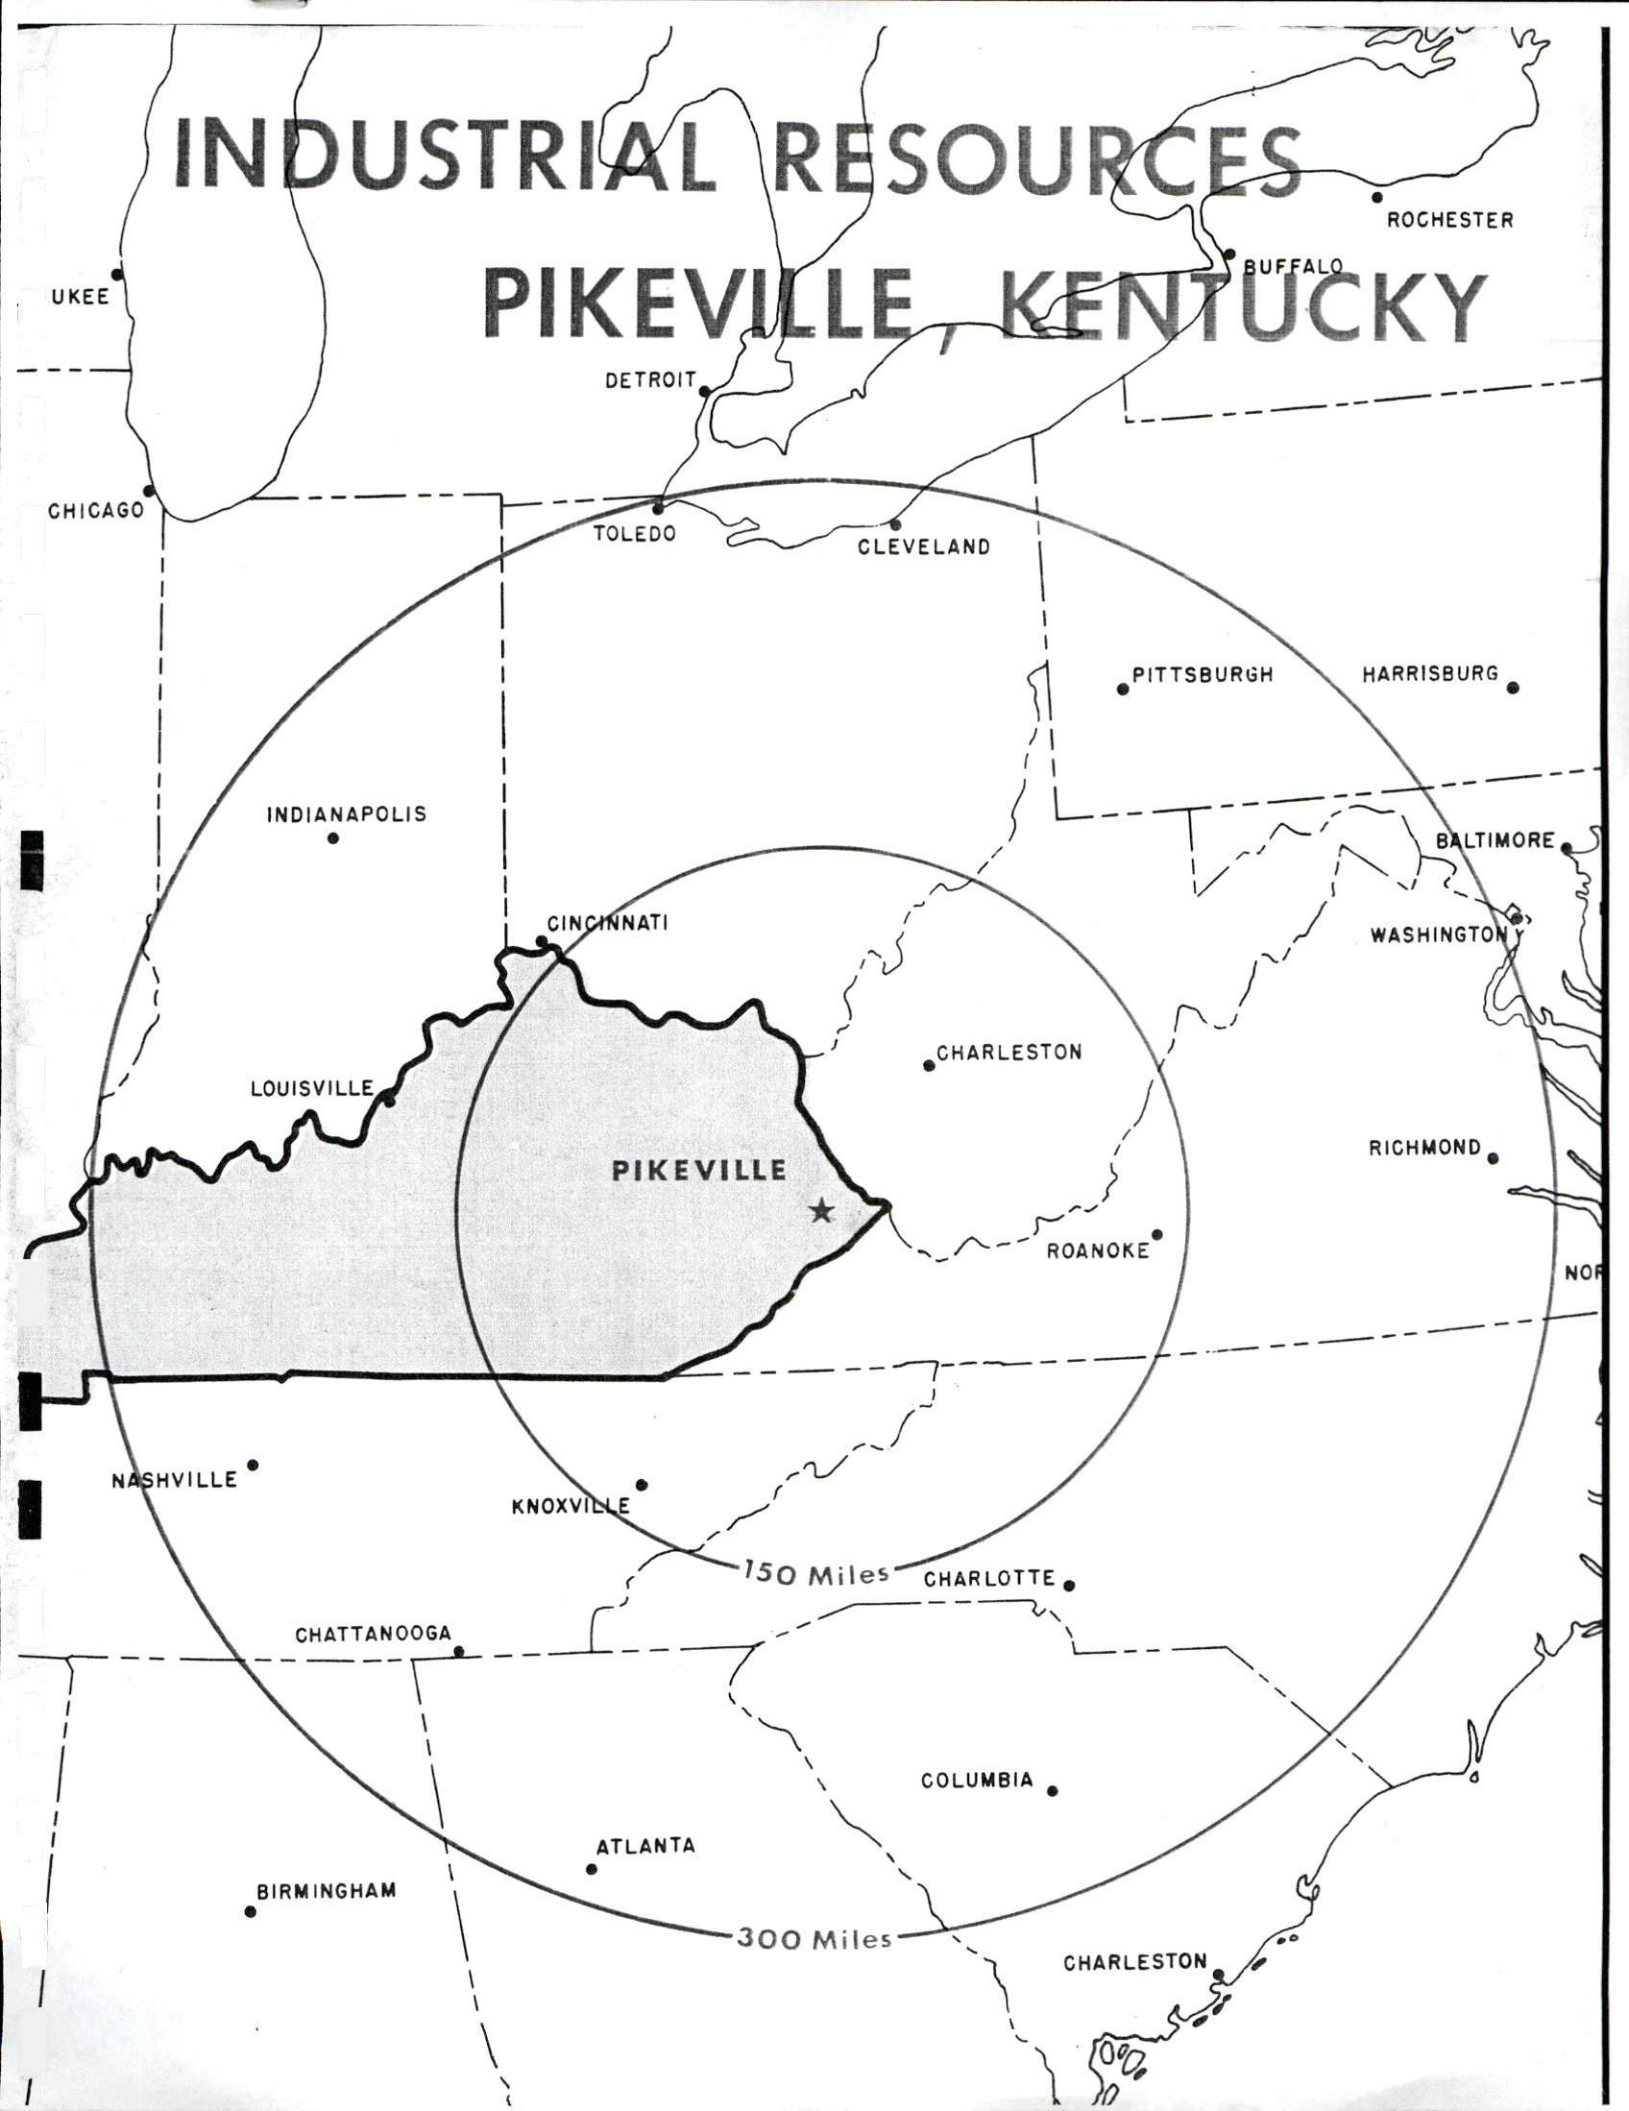 INDUSTRIAL RESOURCES
ROCHESTER
BUFFALO
UKEE
PIKEVILLE, KENTUCKY
DETROIT
CHICAGO
TOLEDO
CLEVELAND
PITTSBURGH
HARRISBURG
INDIANAPOLIS
BALTIMORE
CINCINNATI
WASHINGTON
CHARLESTON
LOUISVILLE
RICHMOND
PIKEVILLE
ROANOKE
NOR
NASHVILLE
KNOXVILLE
150 Miles
CHARLOTTE
CHATTANOOGA
COLUMBIA
ATLANTA
BIRMINGHAM
300 Miles
CHARLESTON